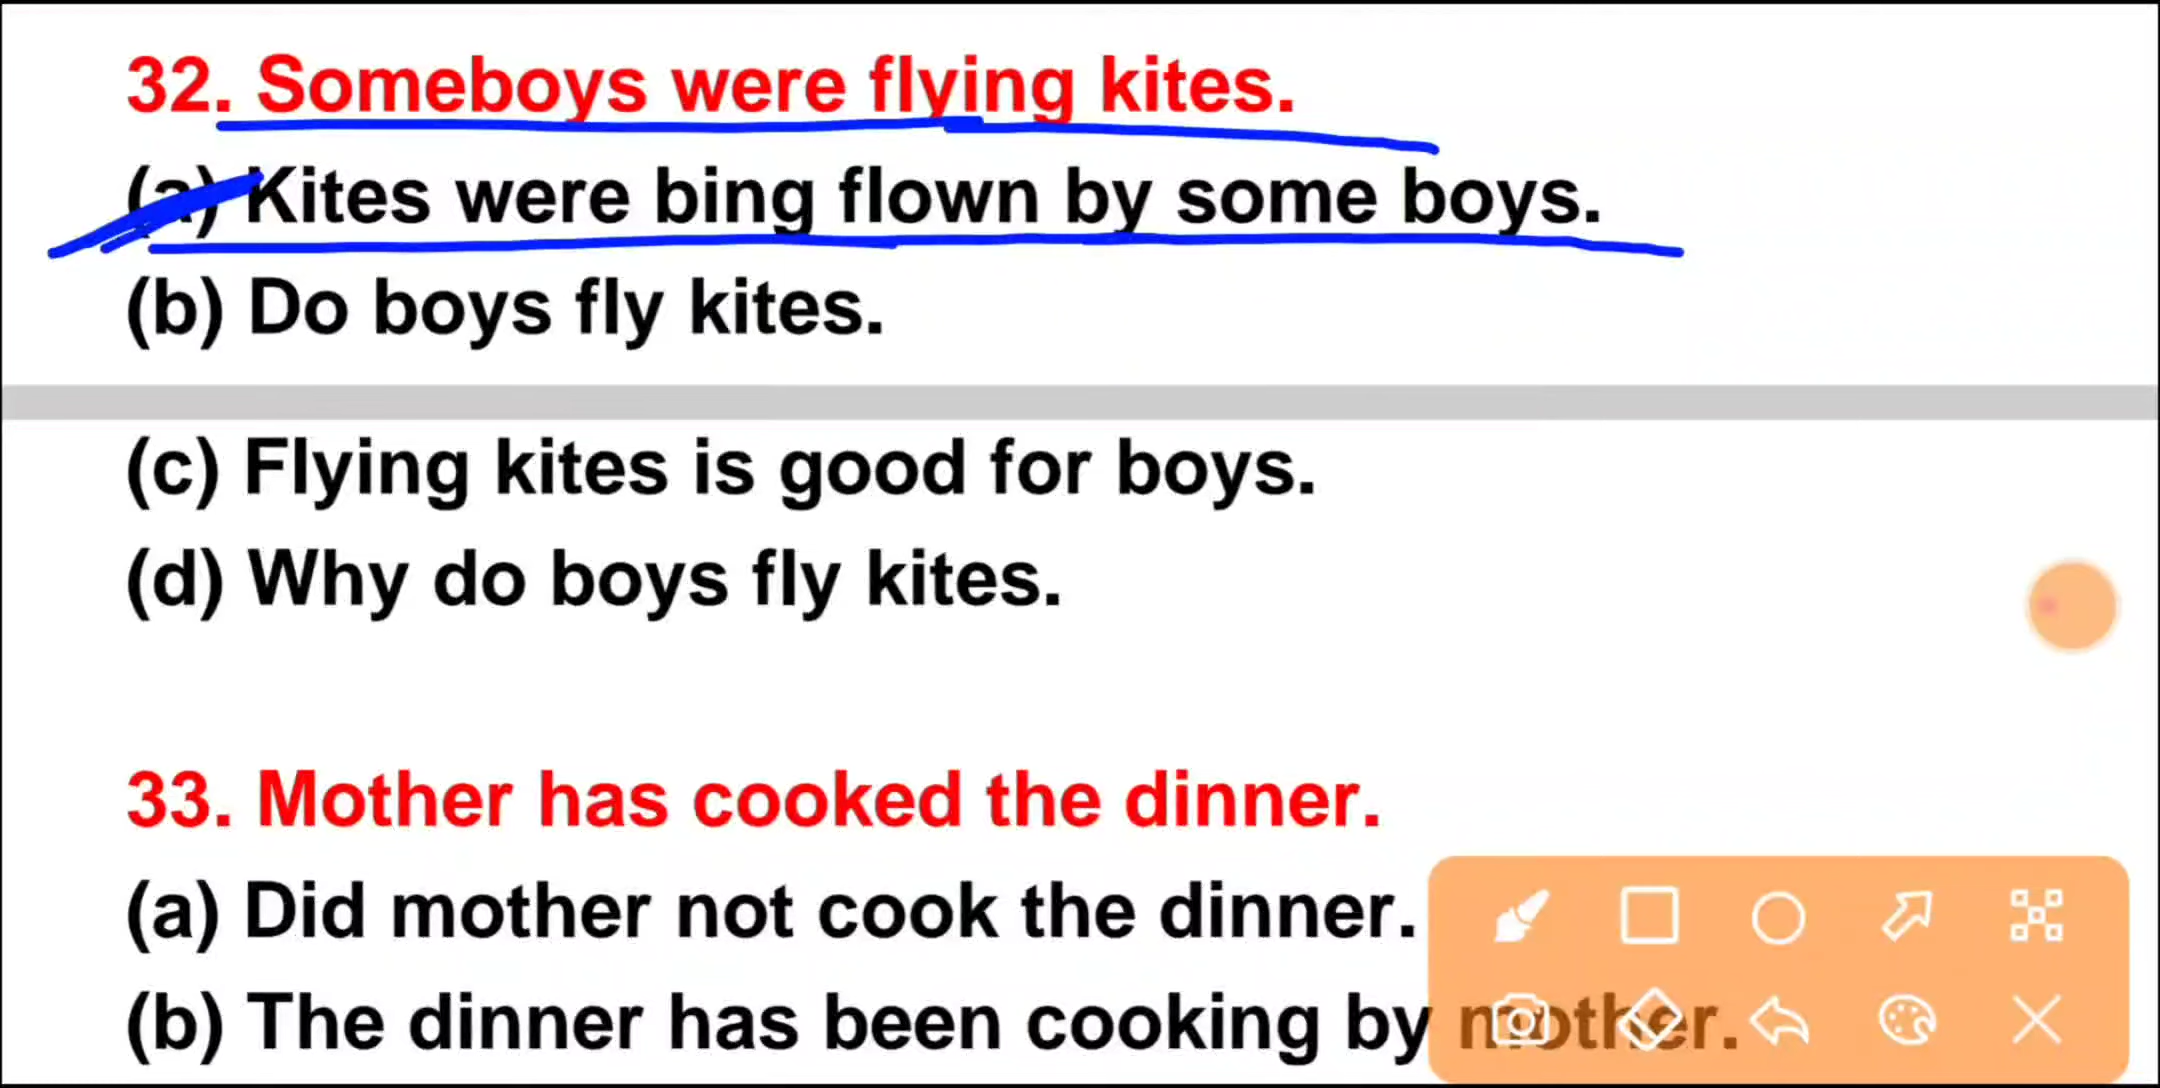 32. Someboys were flying kites.
(a) Kites were bing flown by some boys.
(b) Do boys fly kites.
(c) Flying kites is good for boys.
(d) Why do boys fly kites.
33. Mother has cooked the dinner.
(a) Did mother not cook the dinner.
(b) The dinner has been cooking by mother.